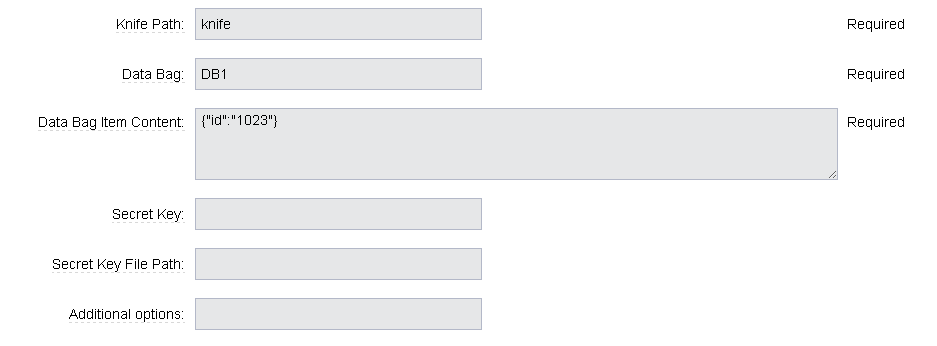 Knife Path: knife Required
Data Bag: DB1 Required
Data Bag Item Content: {"id":"1023"} Required
Secret Key:
Secret Key File Path:
Additional options: